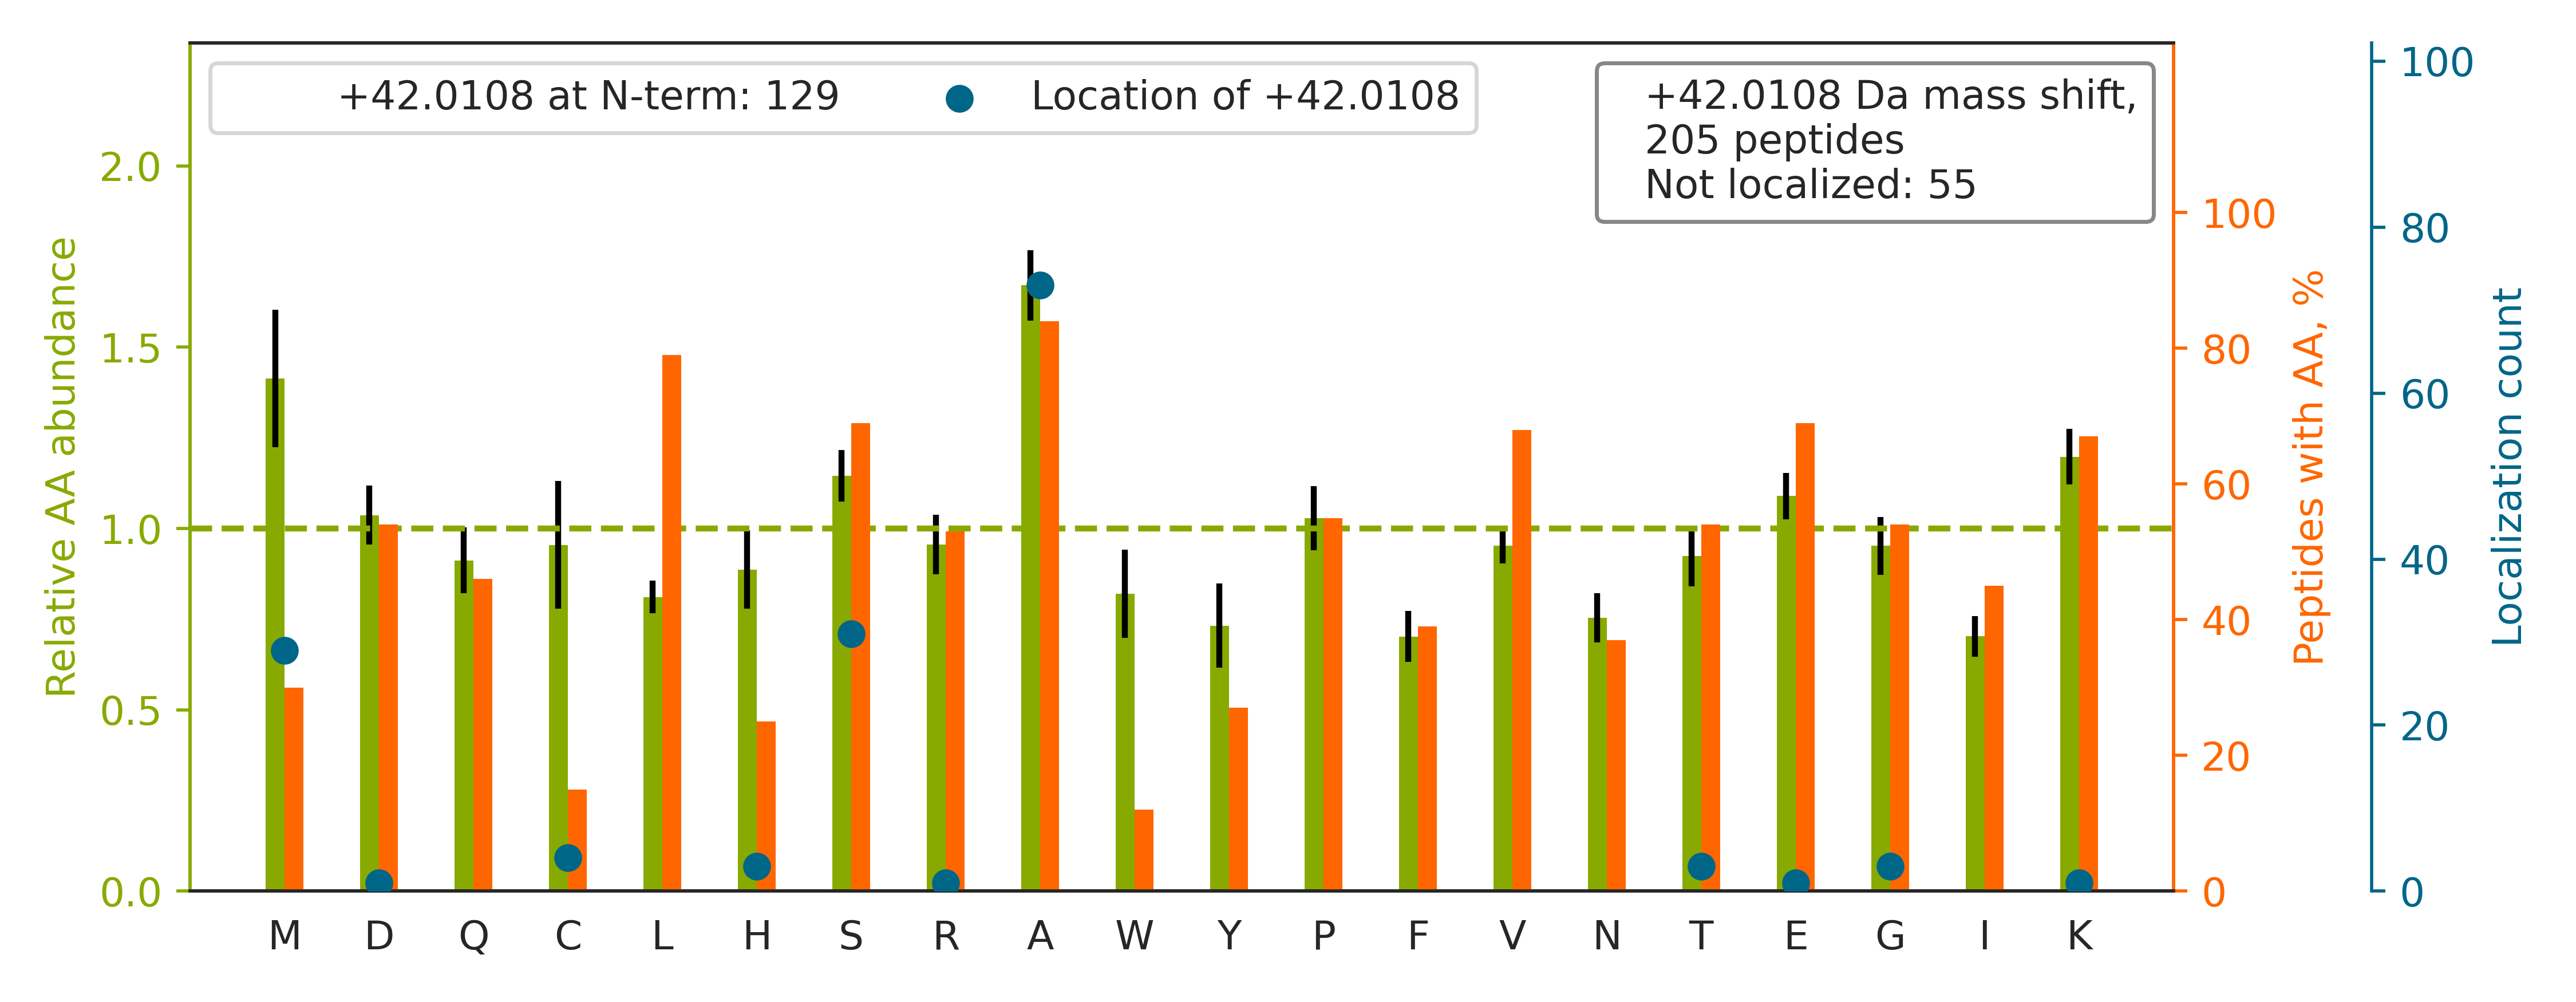 +42.0108 at N-term: 129
Location of +42.0108
+42.0108 Da mass shift,
205 peptides
Not localized: 55
Relative AA abundance
2.0
1.5
1.0
0.5
0.0
100
80
60
40
20
0
Peptides with AA, %
100
80
60
40
20
0
Localization count
M D Q C L H S R A W Y P F V N T E G I K